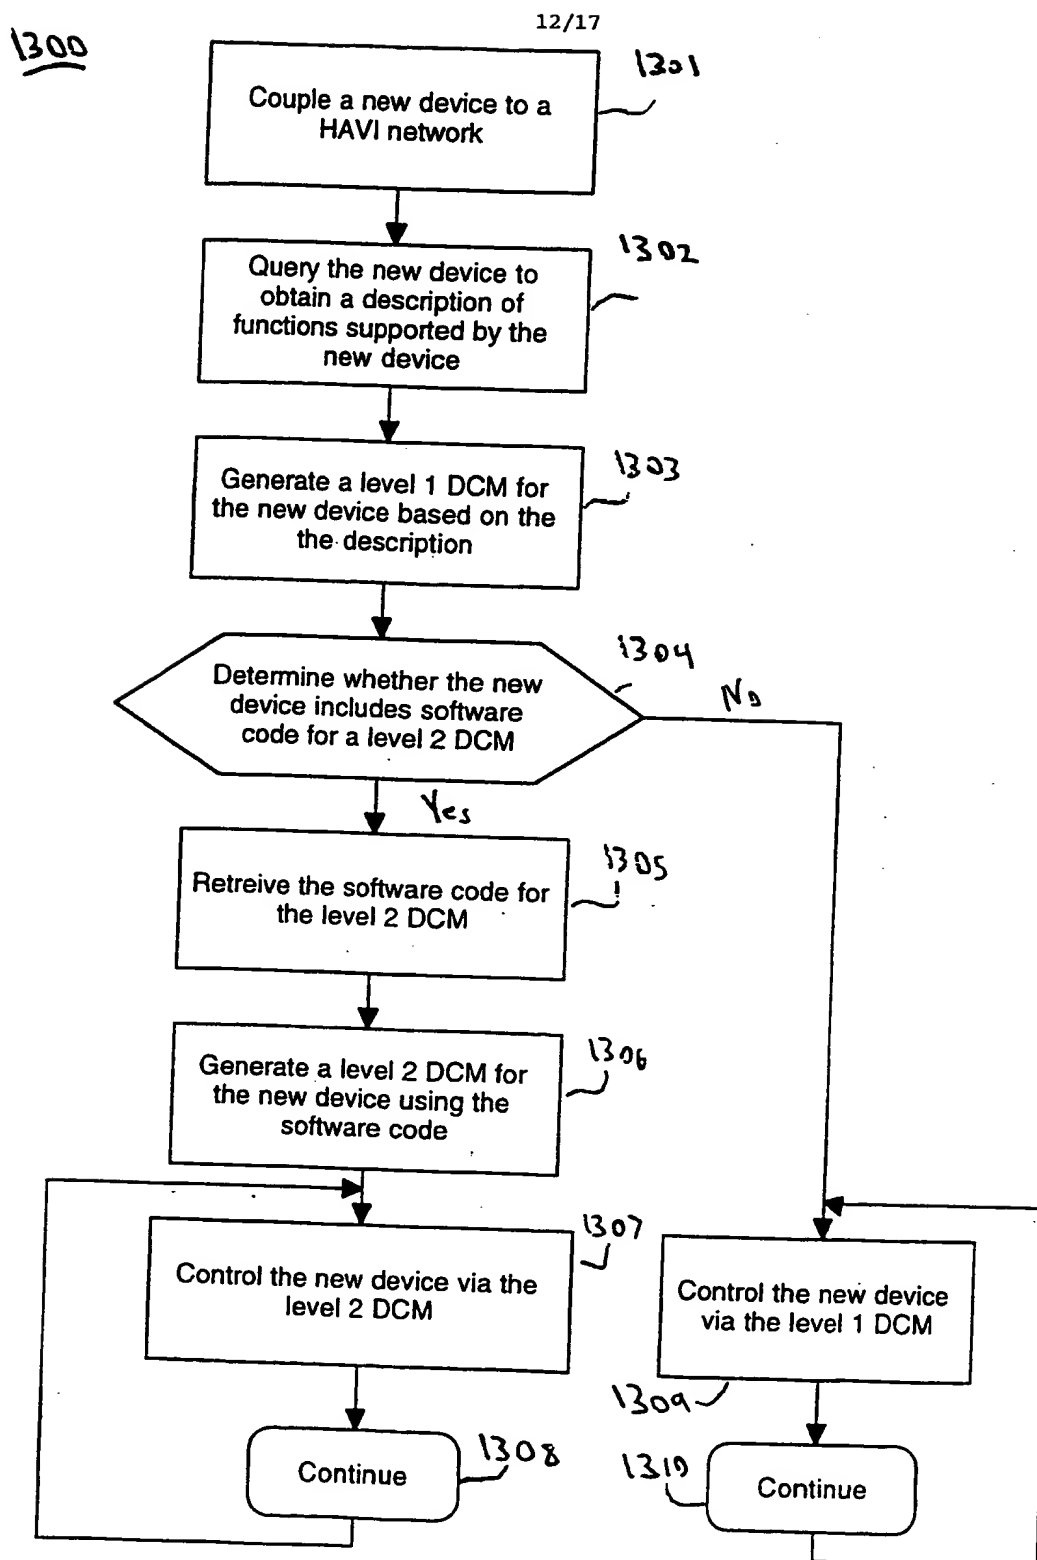 12/17
1300
Couple a new device to a
HAVI network
1301
Query the new device to
obtain a description of
functions supported by the
new device
1302
Generate a level 1 DCM for
the new device based on the
the description
1303
Determine whether the new
device includes software
code for a level 2 DCM
1304
No
Yes
Retreive the software code for
the level 2 DCM
1305
Generate a level 2 DCM for
the new device using the
software code
1306
Control the new device via the
level 2 DCM
1307
Control the new device
via the level 1 DCM
1309
Continue
1308
Continue
1310